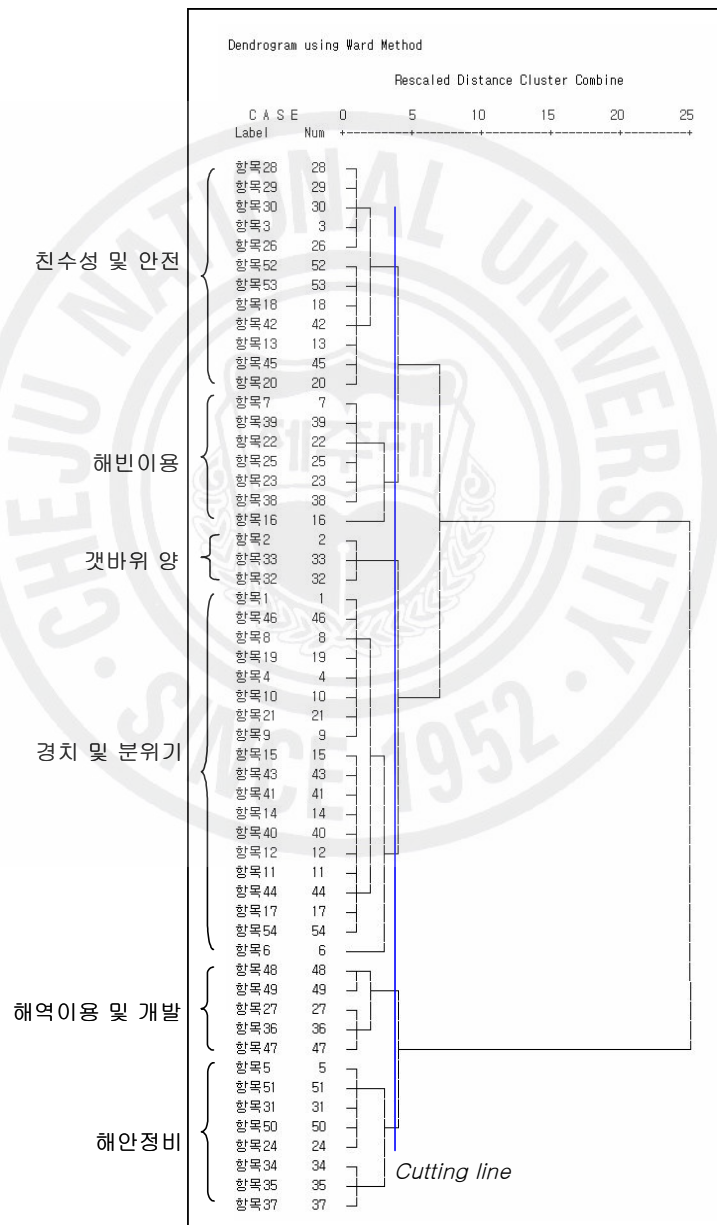 Dendrogram using Ward Method
Rescaled Distance Cluster Combine
C A S E 0 5 10 15 20 25
Label Num +---------+---------+---------+---------+---------+
항목28 28
항목29 29
항목30 30
항목3 3
항목26 26
친수성 및 안전
항목52 52
항목53 53
항목18 18
항목42 42
항목13 13
항목45 45
항목20 20
항목7 7
항목39 39
항목22 22
해빈이용
항목25 25
항목23 23
항목38 38
항목16 16
항목2 2
갯바위 양
항목33 33
항목32 32
항목1 1
항목46 46
항목8 8
항목19 19
항목4 4
항목10 10
항목21 21
항목9 9
경치 및 분위기
항목15 15
항목43 43
항목41 41
항목14 14
항목40 40
항목12 12
항목11 11
항목44 44
항목17 17
항목54 54
항목6 6
항목48 48
항목49 49
해역이용 및 개발
항목27 27
항목36 36
항목47 47
항목5 5
항목51 51
항목31 31
항목50 50
해안정비
항목24 24
항목34 34
항목35 35
항목37 37
Cutting line
CHEJU NATIONAL UNIVERSITY
SINCE 1952
제주대